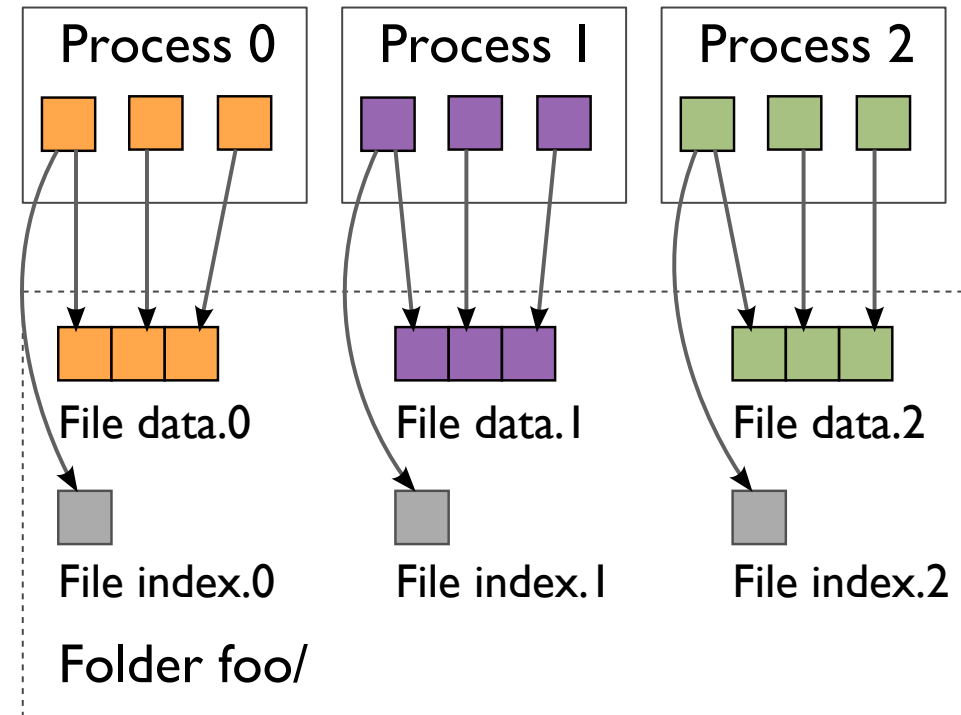 Process 0 Process 1 Process 2
File data.0 File data.1 File data.2
File index.0 File index.1 File index.2
Folder foo/